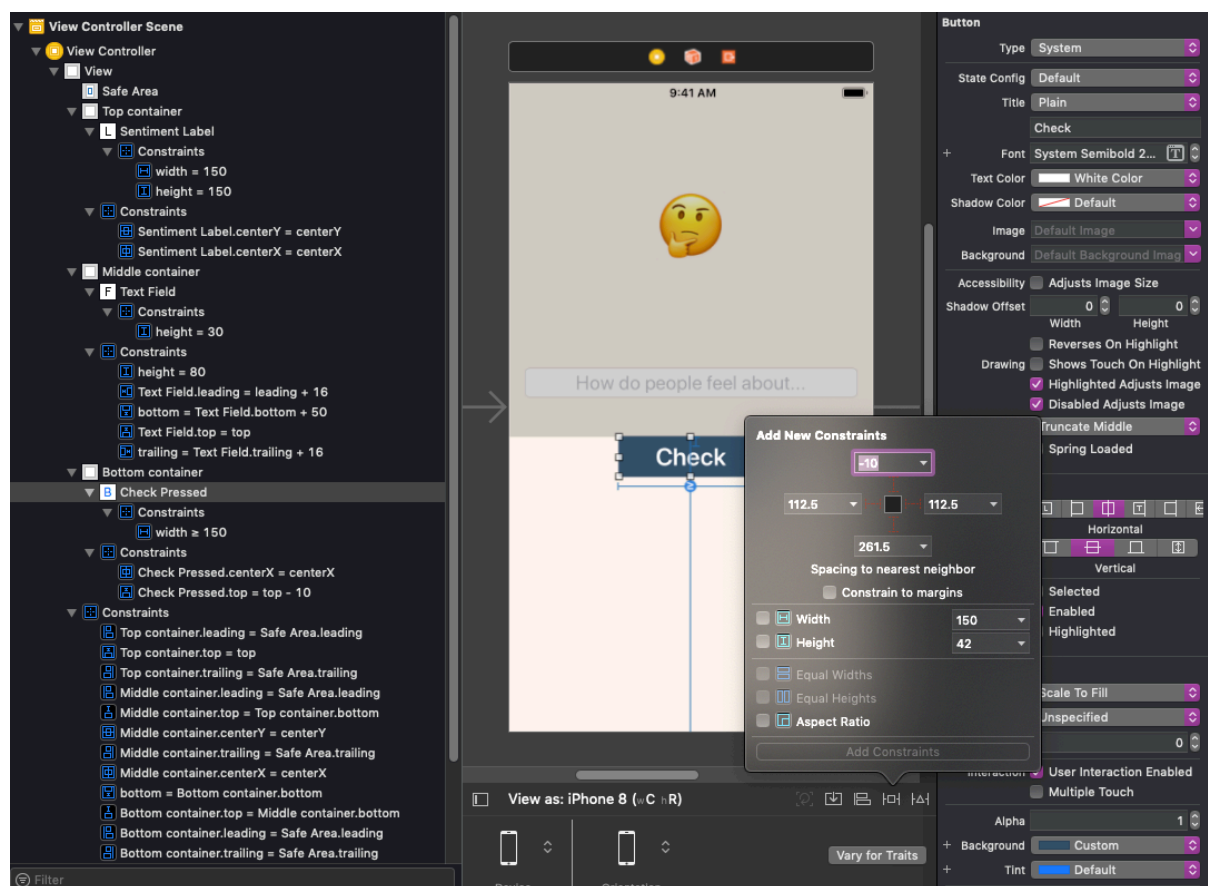 View Controller Scene
View Controller
View
Safe Area
Top container
L Sentiment Label
Constraints
width = 150
height = 150
Constraints
Sentiment Label.centerY = centerY
Sentiment Label.centerX = centerX
Middle container
F Text Field
Constraints
height = 30
Constraints
height = 80
Text Field.leading = leading + 16
bottom = Text Field.bottom + 50
Text Field.top = top
trailing = Text Field.trailing + 16
Bottom container
B Check Pressed
Constraints
width ≥ 150
Constraints
Check Pressed.centerX = centerX
Check Pressed.top = top - 10
Constraints
Top container.leading = Safe Area.leading
Top container.top = top
Top container.trailing = Safe Area.trailing
Middle container.leading = Safe Area.leading
Middle container.top = Top container.bottom
Middle container.centerY = centerY
Middle container.trailing = Safe Area.trailing
Middle container.centerX = centerX
bottom = Bottom container.bottom
Bottom container.top = Middle container.bottom
Bottom container.leading = Safe Area.leading
Bottom container.trailing = Safe Area.trailing
Filter
9:41 AM
How do people feel about...
Check
Add New Constraints
-10
112.5 112.5
261.5
Spacing to nearest neighbor
Constrain to margins
Width 150
Height 42
Equal Widths
Equal Heights
Aspect Ratio
Add Constraints
View as: iPhone 8 (wC hR)
Vary for Traits
Device Orientation
Button
Type System
State Config Default
Title Plain
Check
+ Font System Semibold 2... T
Text Color White Color
Shadow Color Default
Image Default Image
Background Default Background Imag
Accessibility Adjusts Image Size
Shadow Offset 0 0
Width Height
Reverses On Highlight
Drawing Shows Touch On Highlight
Highlighted Adjusts Image
Disabled Adjusts Image
Truncate Middle
Spring Loaded
Horizontal
Vertical
Selected
Enabled
Highlighted
Scale To Fill
Unspecified
0
Interaction User Interaction Enabled
Multiple Touch
Alpha 1
+ Background Custom
+ Tint Default